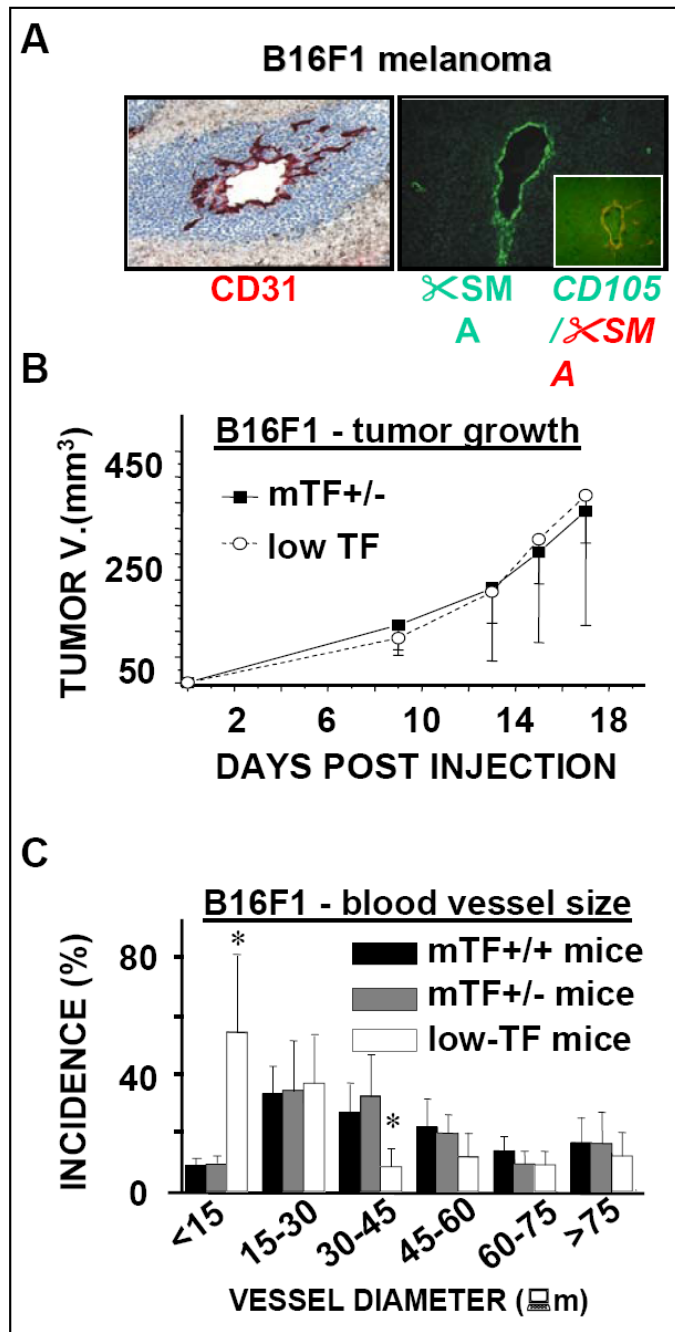 A
B16F1 melanoma
CD31
✂SM
A
CD105
/✂SM
A
B
B16F1 - tumor growth
mTF+/-
low TF
TUMOR V.(mm³)
450
250
50
2 6 10 14 18
DAYS POST INJECTION
C
B16F1 - blood vessel size
mTF+/+ mice
mTF+/- mice
low-TF mice
INCIDENCE (%)
80
40
0
*
*
<15 15-30 30-45 45-60 60-75 >75
VESSEL DIAMETER (💻m)